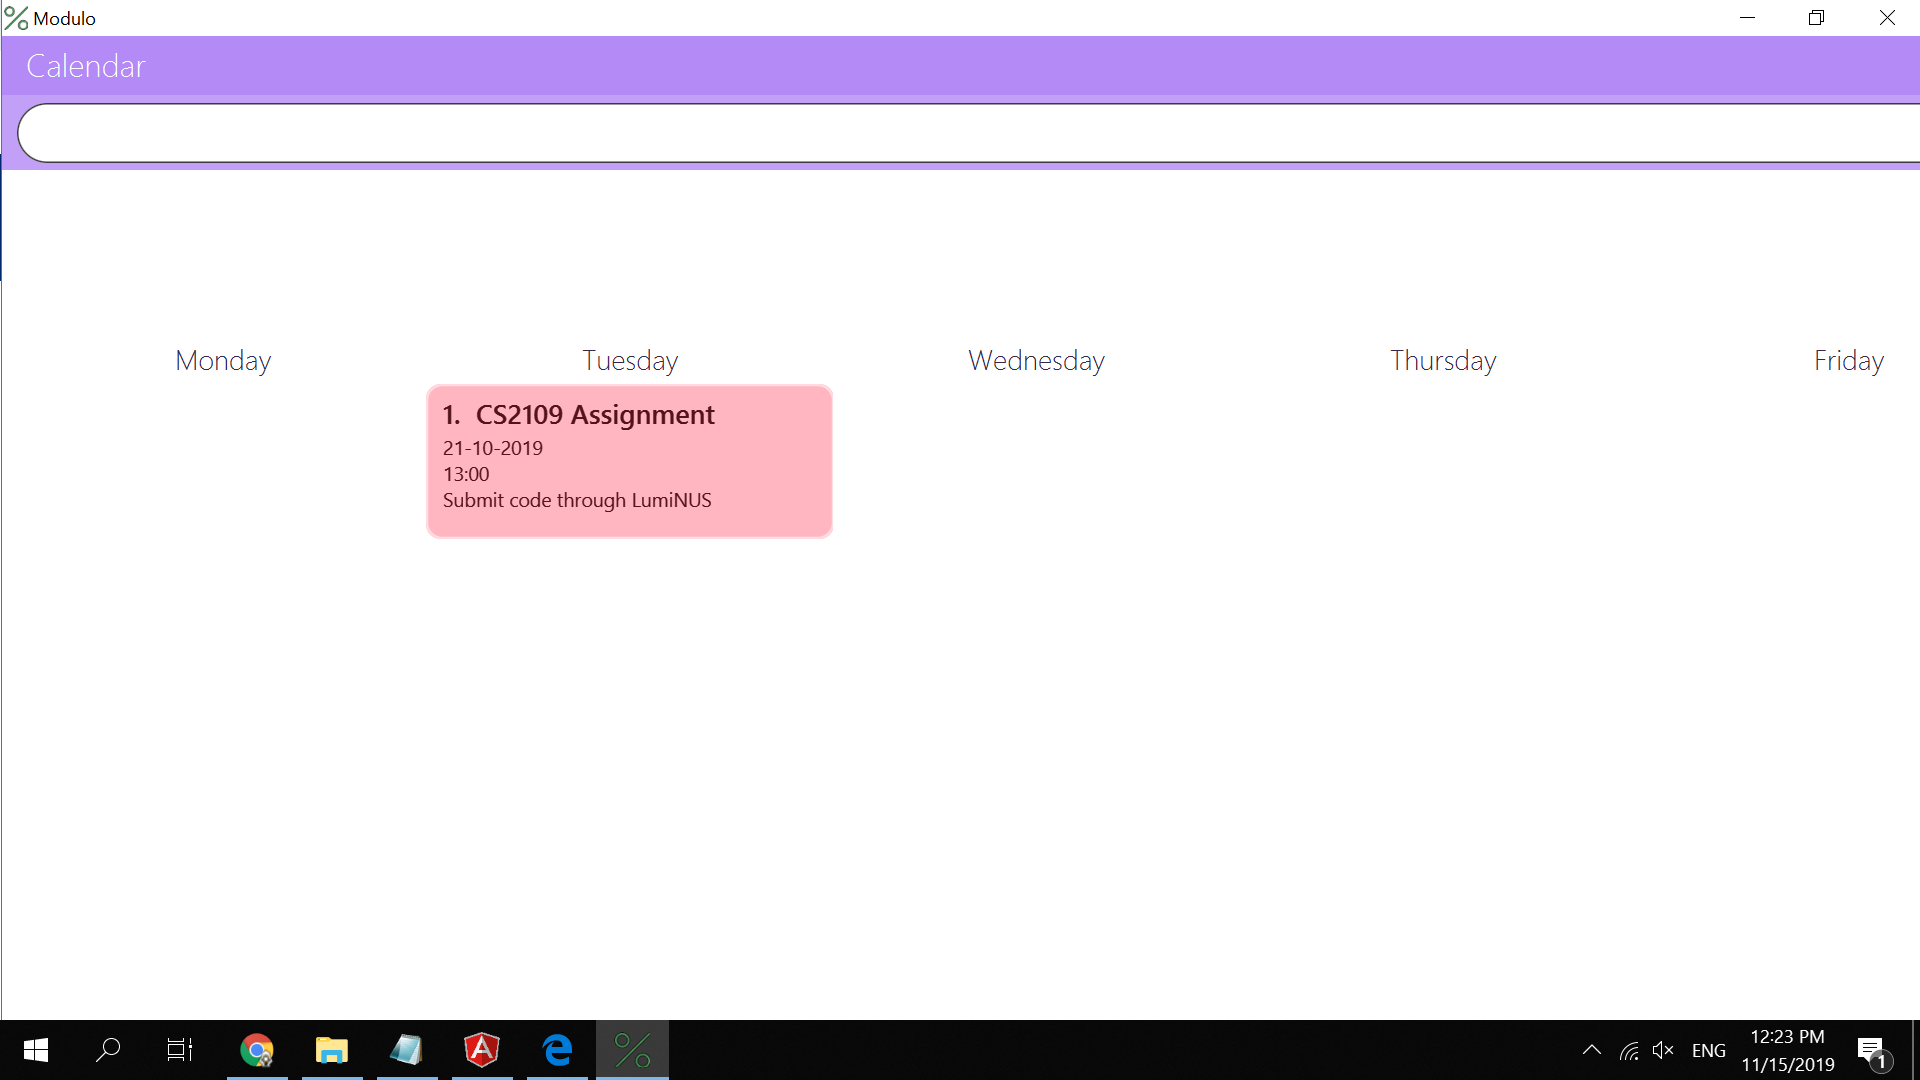 Modulo
Calendar
Monday Tuesday Wednesday Thursday Friday
1. CS2109 Assignment
21-10-2019
13:00
Submit code through LumiNUS
ENG
12:23 PM
11/15/2019
1